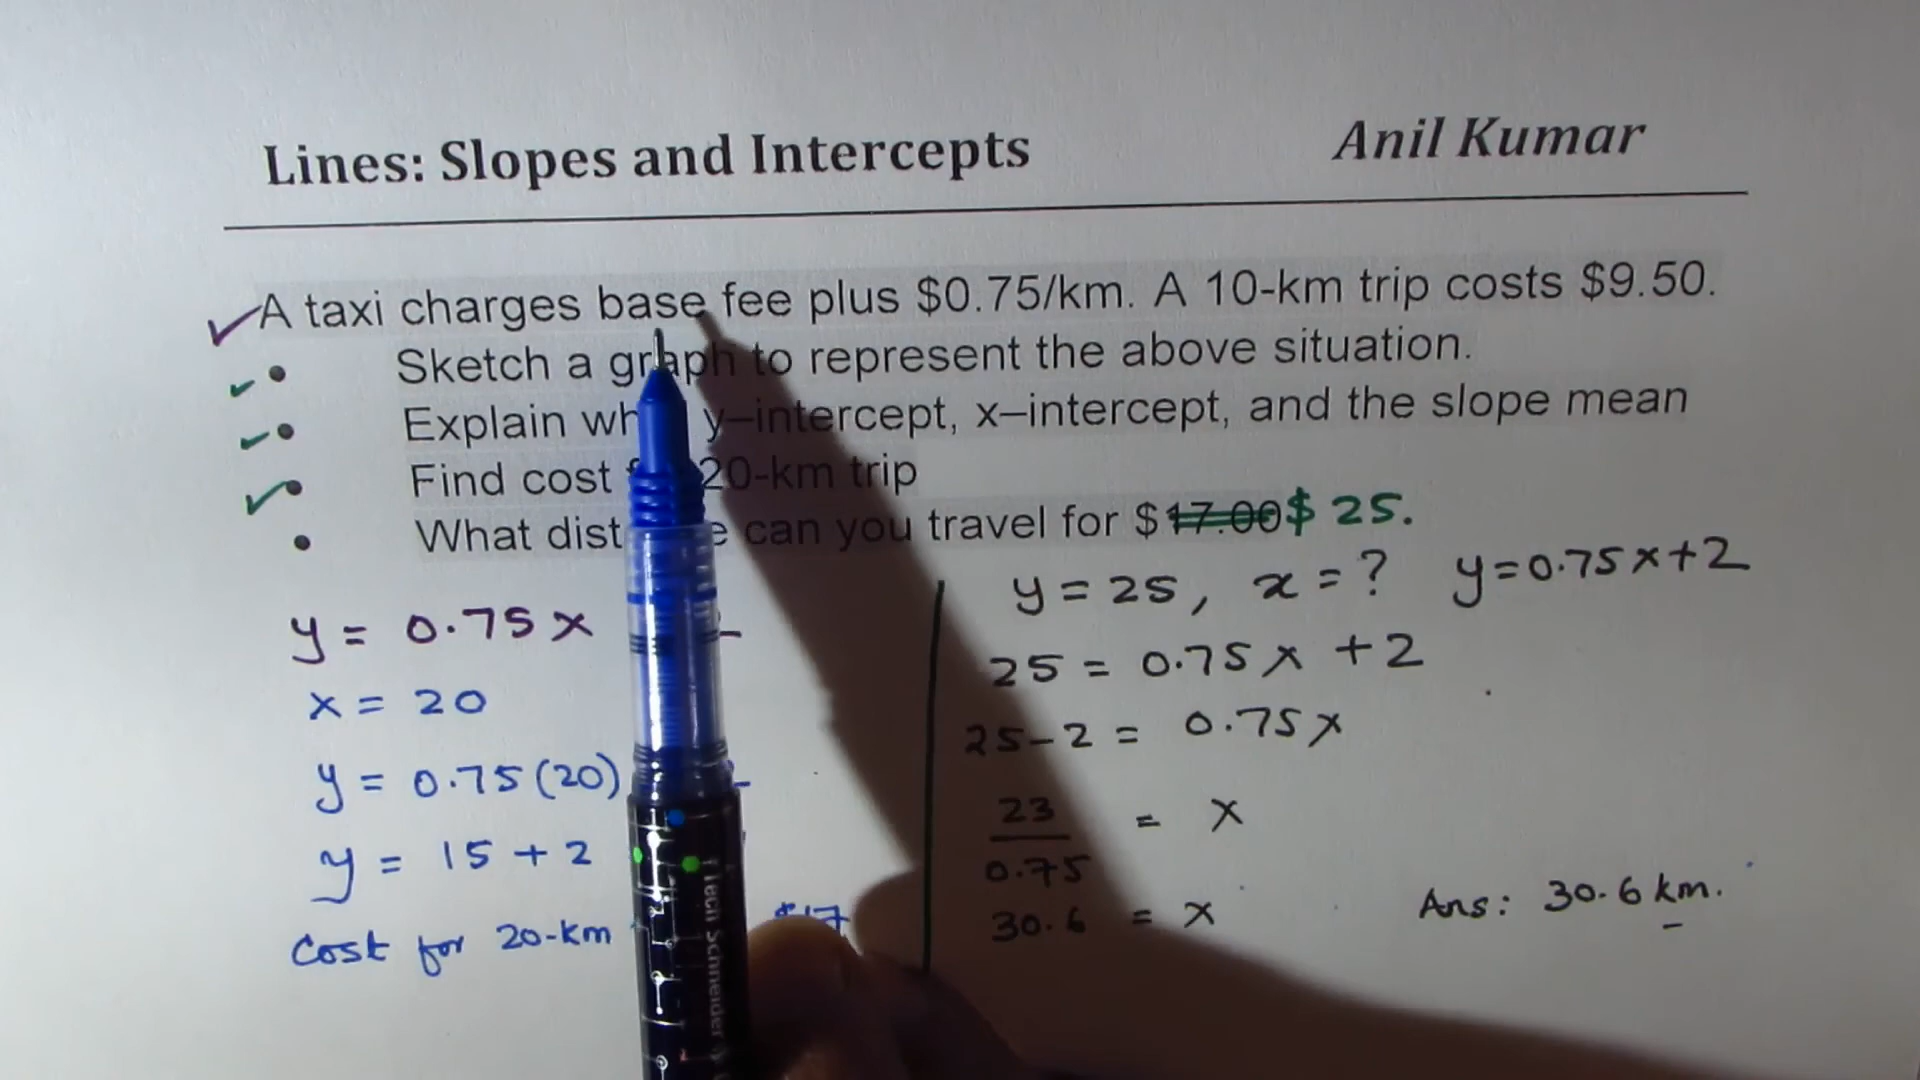 Lines: Slopes and Intercepts
Anil Kumar
A taxi charges base fee plus $0.75/km. A 10-km trip costs $9.50.
Sketch a graph to represent the above situation.
Explain y–intercept, x–intercept, and the slope mean
Find cost 20-km trip
What can you travel for $17.00 $25.
y = 0.75x
x = 20
y = 0.75(20)
y = 15 + 2
Cost for 20-km $17
y = 25, x = ? y = 0.75x+2
25 = 0.75x + 2
25-2 = 0.75x
23
0.75
= x
30.6 = x
Ans: 30.6 km.
Tech Schneider